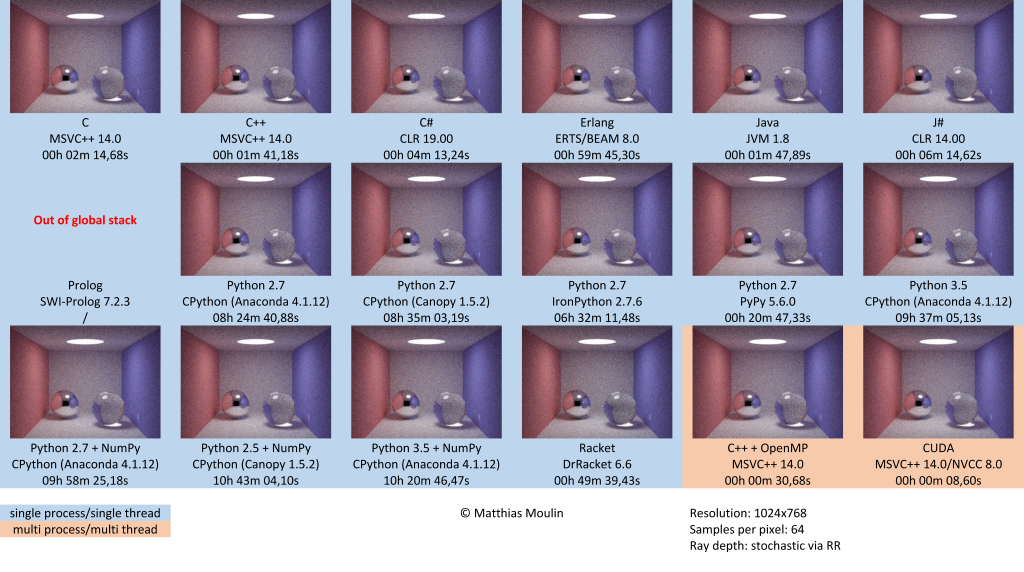 C
MSVC++ 14.0
00h 02m 14,68s
C++
MSVC++ 14.0
00h 01m 41,18s
C#
CLR 19.00
00h 04m 13,24s
Erlang
ERTS/BEAM 8.0
00h 59m 45,30s
Java
JVM 1.8
00h 01m 47,89s
J#
CLR 14.00
00h 06m 14,62s
Out of global stack
Prolog
SWI-Prolog 7.2.3
/
Python 2.7
CPython (Anaconda 4.1.12)
08h 24m 40,88s
Python 2.7
CPython (Canopy 1.5.2)
08h 35m 03,19s
Python 2.7
IronPython 2.7.6
06h 32m 11,48s
Python 2.7
PyPy 5.6.0
00h 20m 47,33s
Python 3.5
CPython (Anaconda 4.1.12)
09h 37m 05,13s
Python 2.7 + NumPy
CPython (Anaconda 4.1.12)
09h 58m 25,18s
Python 2.5 + NumPy
CPython (Canopy 1.5.2)
10h 43m 04,10s
Python 3.5 + NumPy
CPython (Anaconda 4.1.12)
10h 20m 46,47s
Racket
DrRacket 6.6
00h 49m 39,43s
C++ + OpenMP
MSVC++ 14.0
00h 00m 30,68s
CUDA
MSVC++ 14.0/NVCC 8.0
00h 00m 08,60s
single process/single thread
multi process/multi thread
© Matthias Moulin
Resolution: 1024x768
Samples per pixel: 64
Ray depth: stochastic via RR